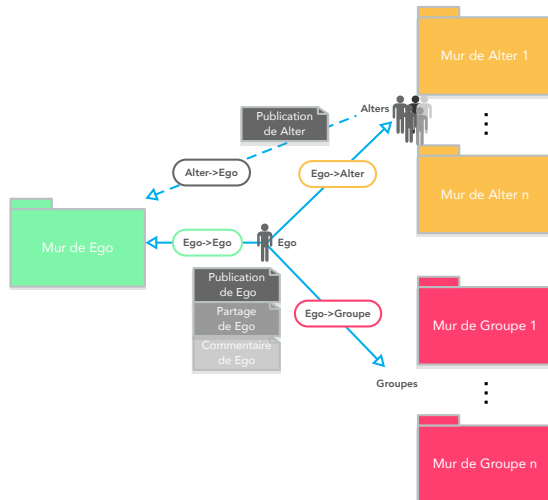 Mur de Alter 1
Alters
Publication
de Alter
Mur de Alter n
Alter->Ego
Ego->Alter
Mur de Ego
Ego->Ego
Ego
Publication
de Ego
Partage
de Ego
Commentaire
de Ego
Ego->Groupe
Mur de Groupe 1
Groupes
Mur de Groupe n